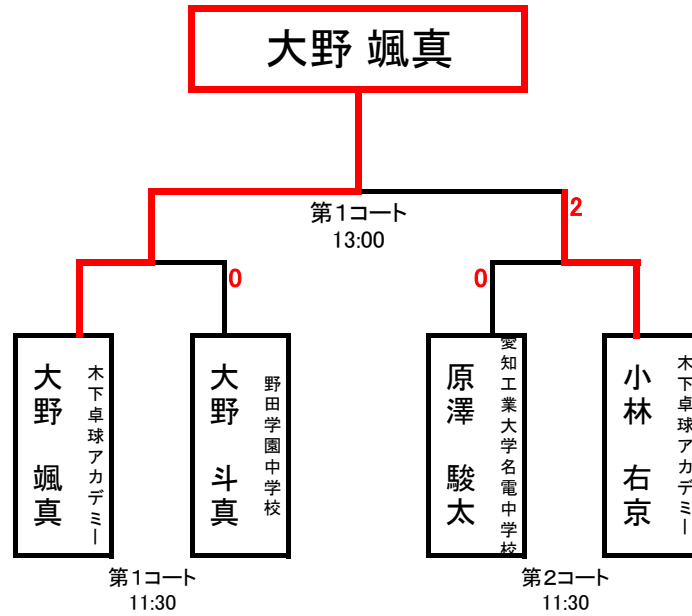 大野 颯真
第1コート
13:00
2
0
0
大野 颯真
木下卓球アカデミー
大野 斗真
野田学園中学校
原澤 駿太
愛知工業大学名電中学校
小林 右京
木下卓球アカデミー
第1コート
11:30
第2コート
11:30